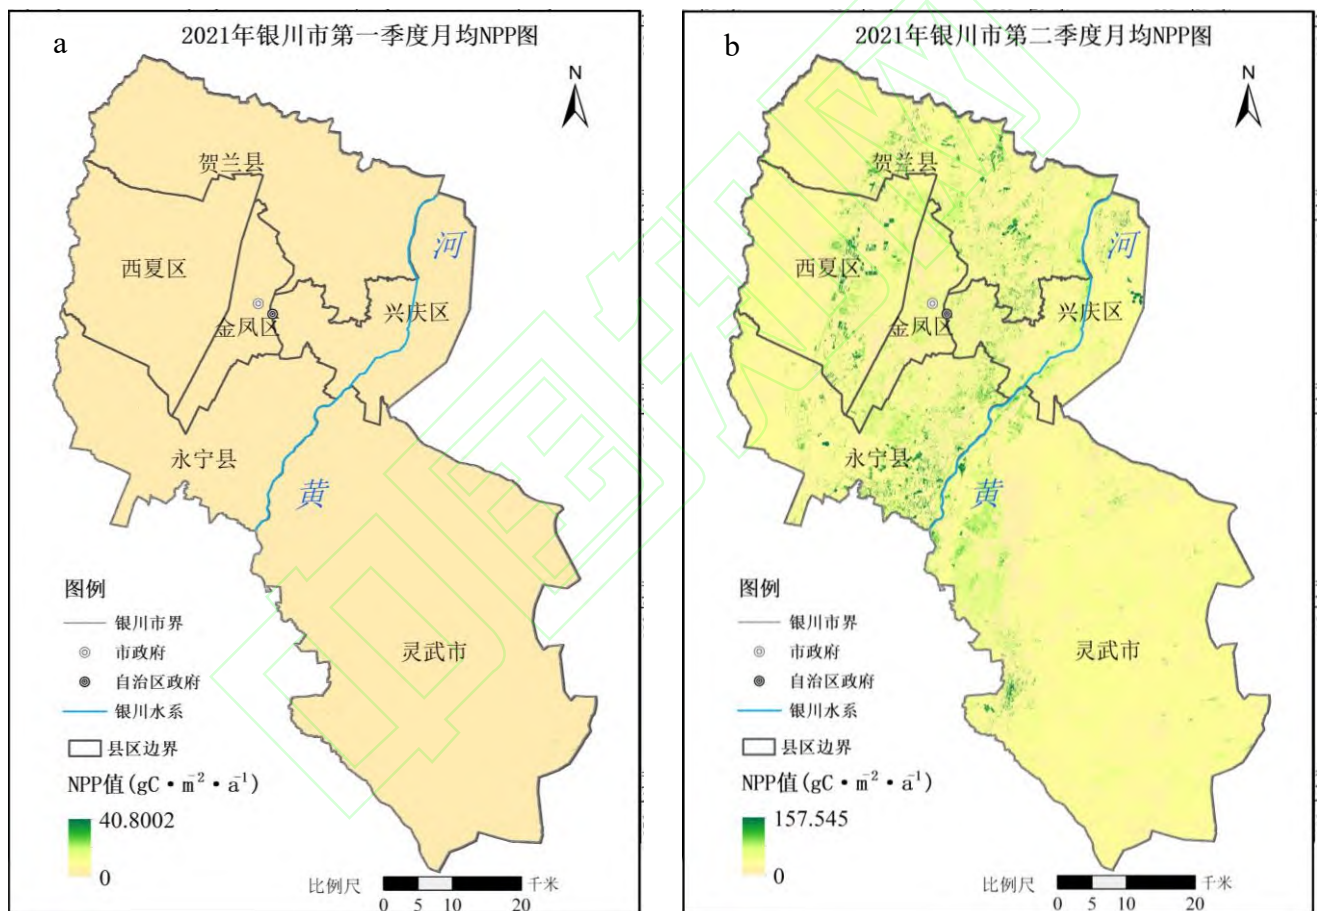 a
2021年银川市第一季度月均NPP图
N
贺兰县
河
西夏区
兴庆区
金凤区
永宁县
黄
灵武市
图例
银川市界
市政府
自治区政府
银川水系
县区边界
NPP值(gC·m⁻²·a⁻¹)
40.8002
0
比例尺
千米
0 5 10 20
b
2021年银川市第二季度月均NPP图
N
贺兰县
河
西夏区
兴庆区
金凤区
永宁县
黄
灵武市
图例
银川市界
市政府
自治区政府
银川水系
县区边界
NPP值(gC·m⁻²·a⁻¹)
157.545
0
比例尺
千米
0 5 10 20